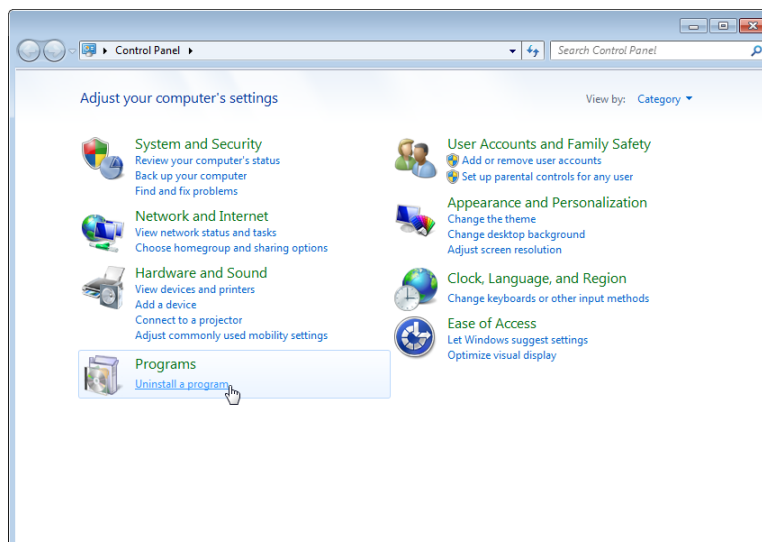 Control Panel
Search Control Panel
Adjust your computer's settings
View by: Category
System and Security
Review your computer's status
Back up your computer
Find and fix problems
Network and Internet
View network status and tasks
Choose homegroup and sharing options
Hardware and Sound
View devices and printers
Add a device
Connect to a projector
Adjust commonly used mobility settings
Programs
Uninstall a program
User Accounts and Family Safety
Add or remove user accounts
Set up parental controls for any user
Appearance and Personalization
Change the theme
Change desktop background
Adjust screen resolution
Clock, Language, and Region
Change keyboards or other input methods
Ease of Access
Let Windows suggest settings
Optimize visual display